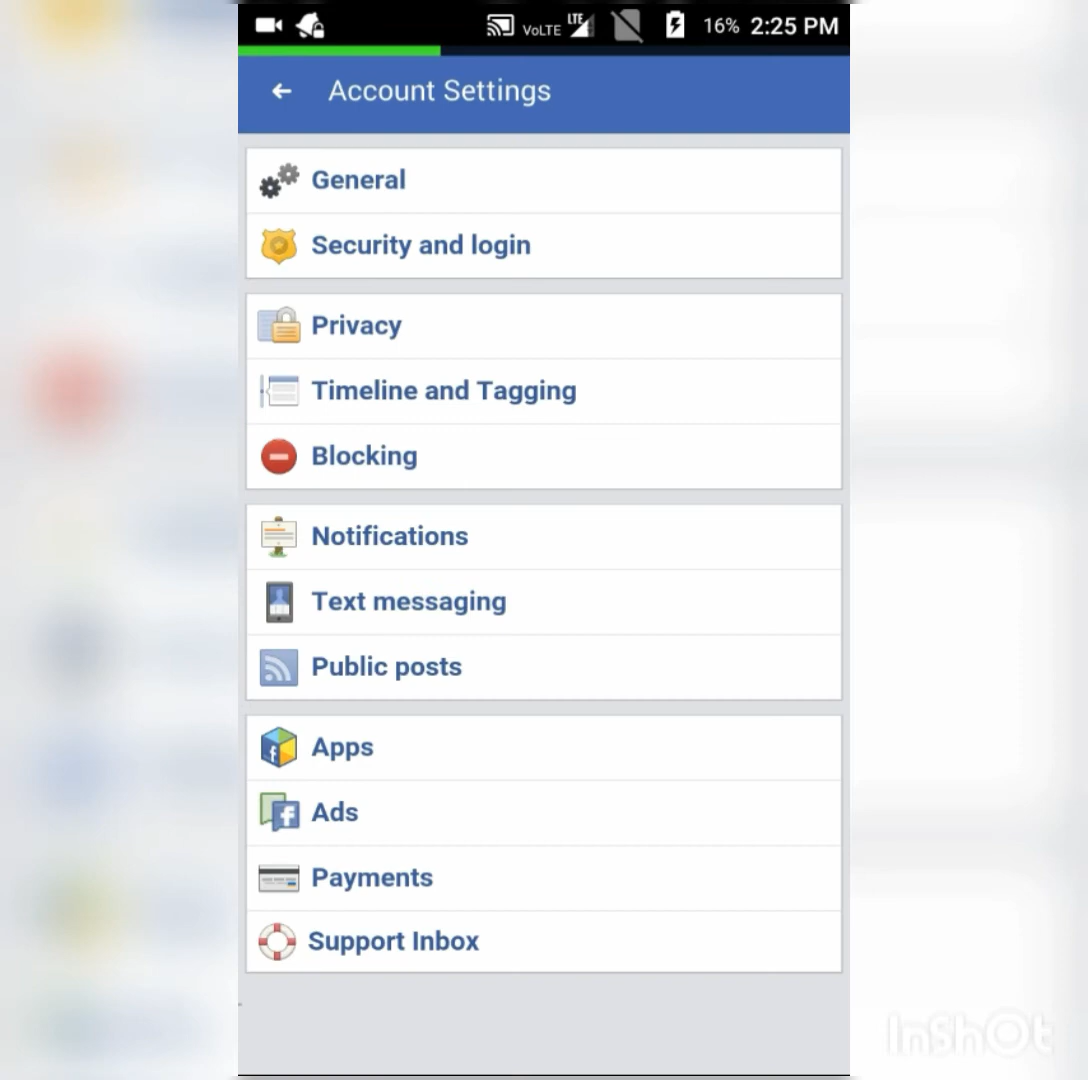 VoLTE LTE 16% 2:25 PM
Account Settings
General
Security and login
Privacy
Timeline and Tagging
Blocking
Notifications
Text messaging
Public posts
Apps
Ads
Payments
Support Inbox
InShOt